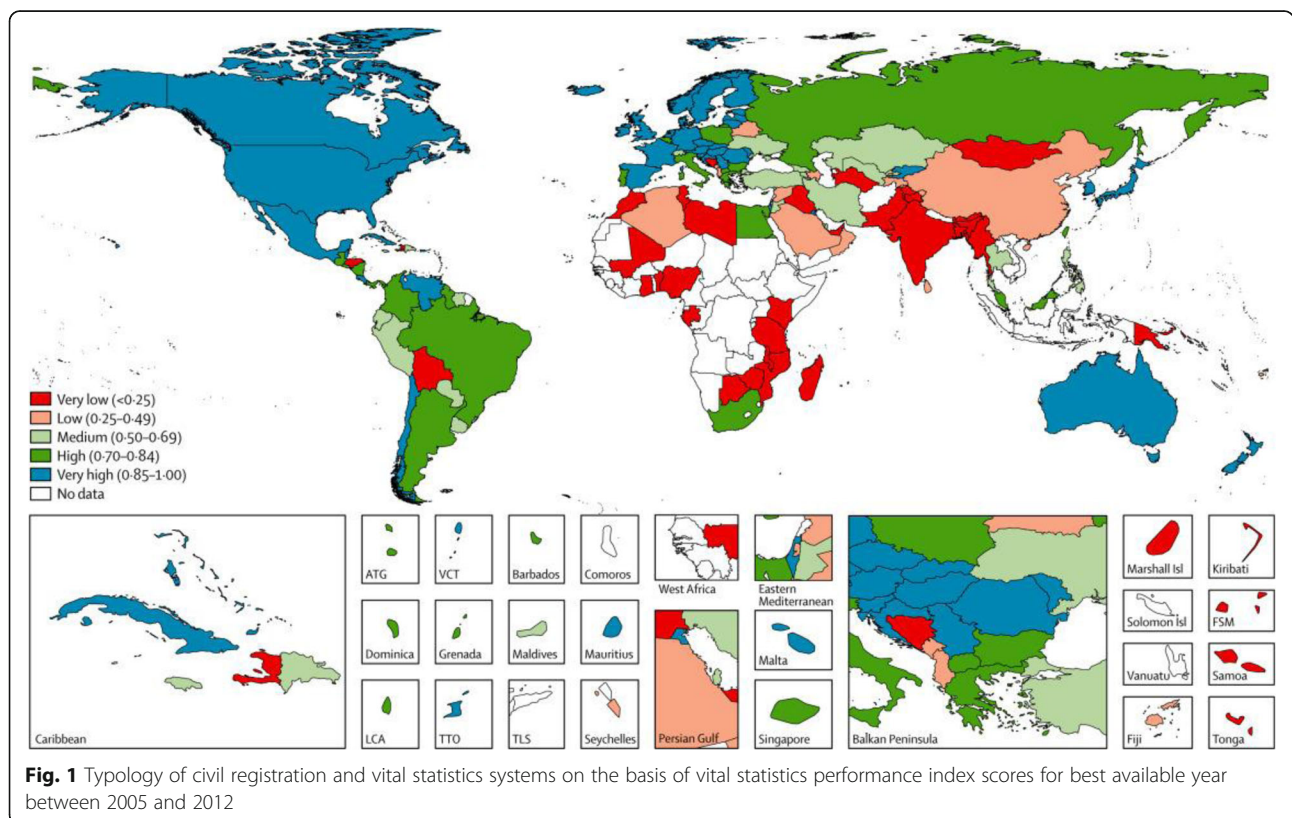 Very low (<0·25)
Low (0·25–0·49)
Medium (0·50–0·69)
High (0·70–0·84)
Very high (0·85–1·00)
No data
Caribbean
ATG
VCT
Barbados
Comoros
Dominica
Grenada
Maldives
Mauritius
LCA
TTO
TLS
Seychelles
West Africa
Eastern
Mediterranean
Persian Gulf
Malta
Singapore
Balkan Peninsula
Marshall Isl
Kiribati
Solomon Isl
FSM
Vanuatu
Samoa
Fiji
Tonga
Fig. 1 Typology of civil registration and vital statistics systems on the basis of vital statistics performance index scores for best available year
between 2005 and 2012